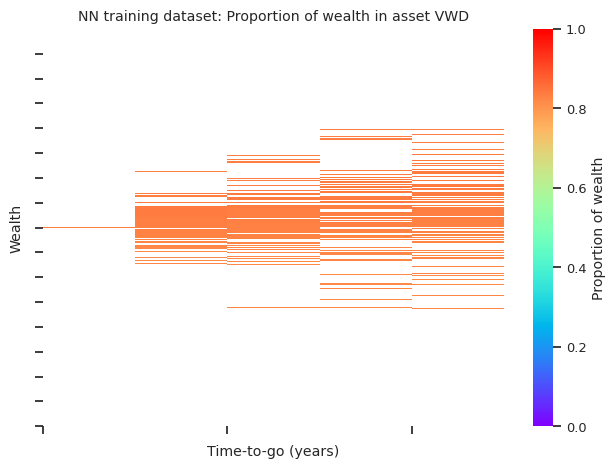 NN training dataset: Proportion of wealth in asset VWD
Wealth
Time-to-go (years)
1.0
0.8
0.6
0.4
0.2
0.0
Proportion of wealth